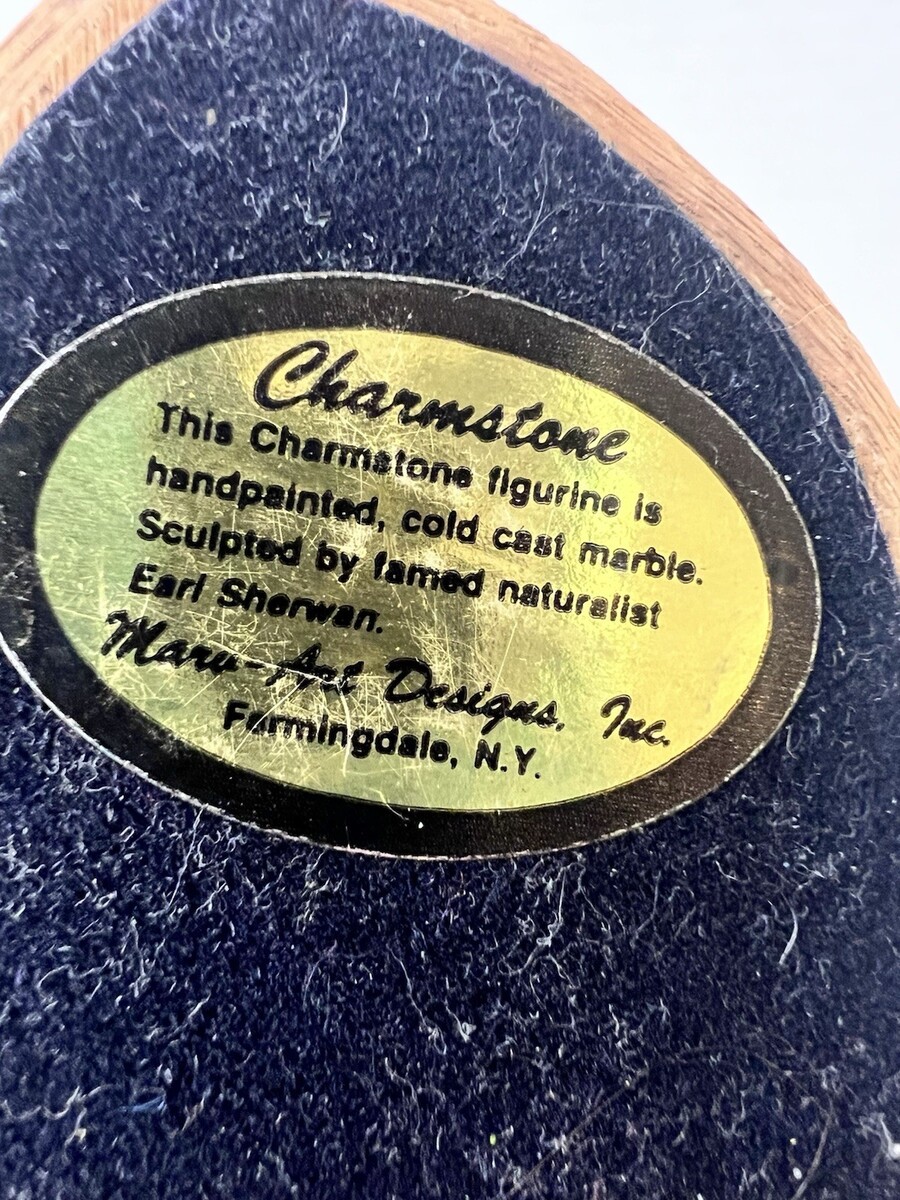 Charmstone
This Charmstone figurine is
handpainted, cold cast marble.
Sculpted by famed naturalist
Earl Sherwan.
Maru-Art Designs, Inc.
Farmingdale, N.Y.